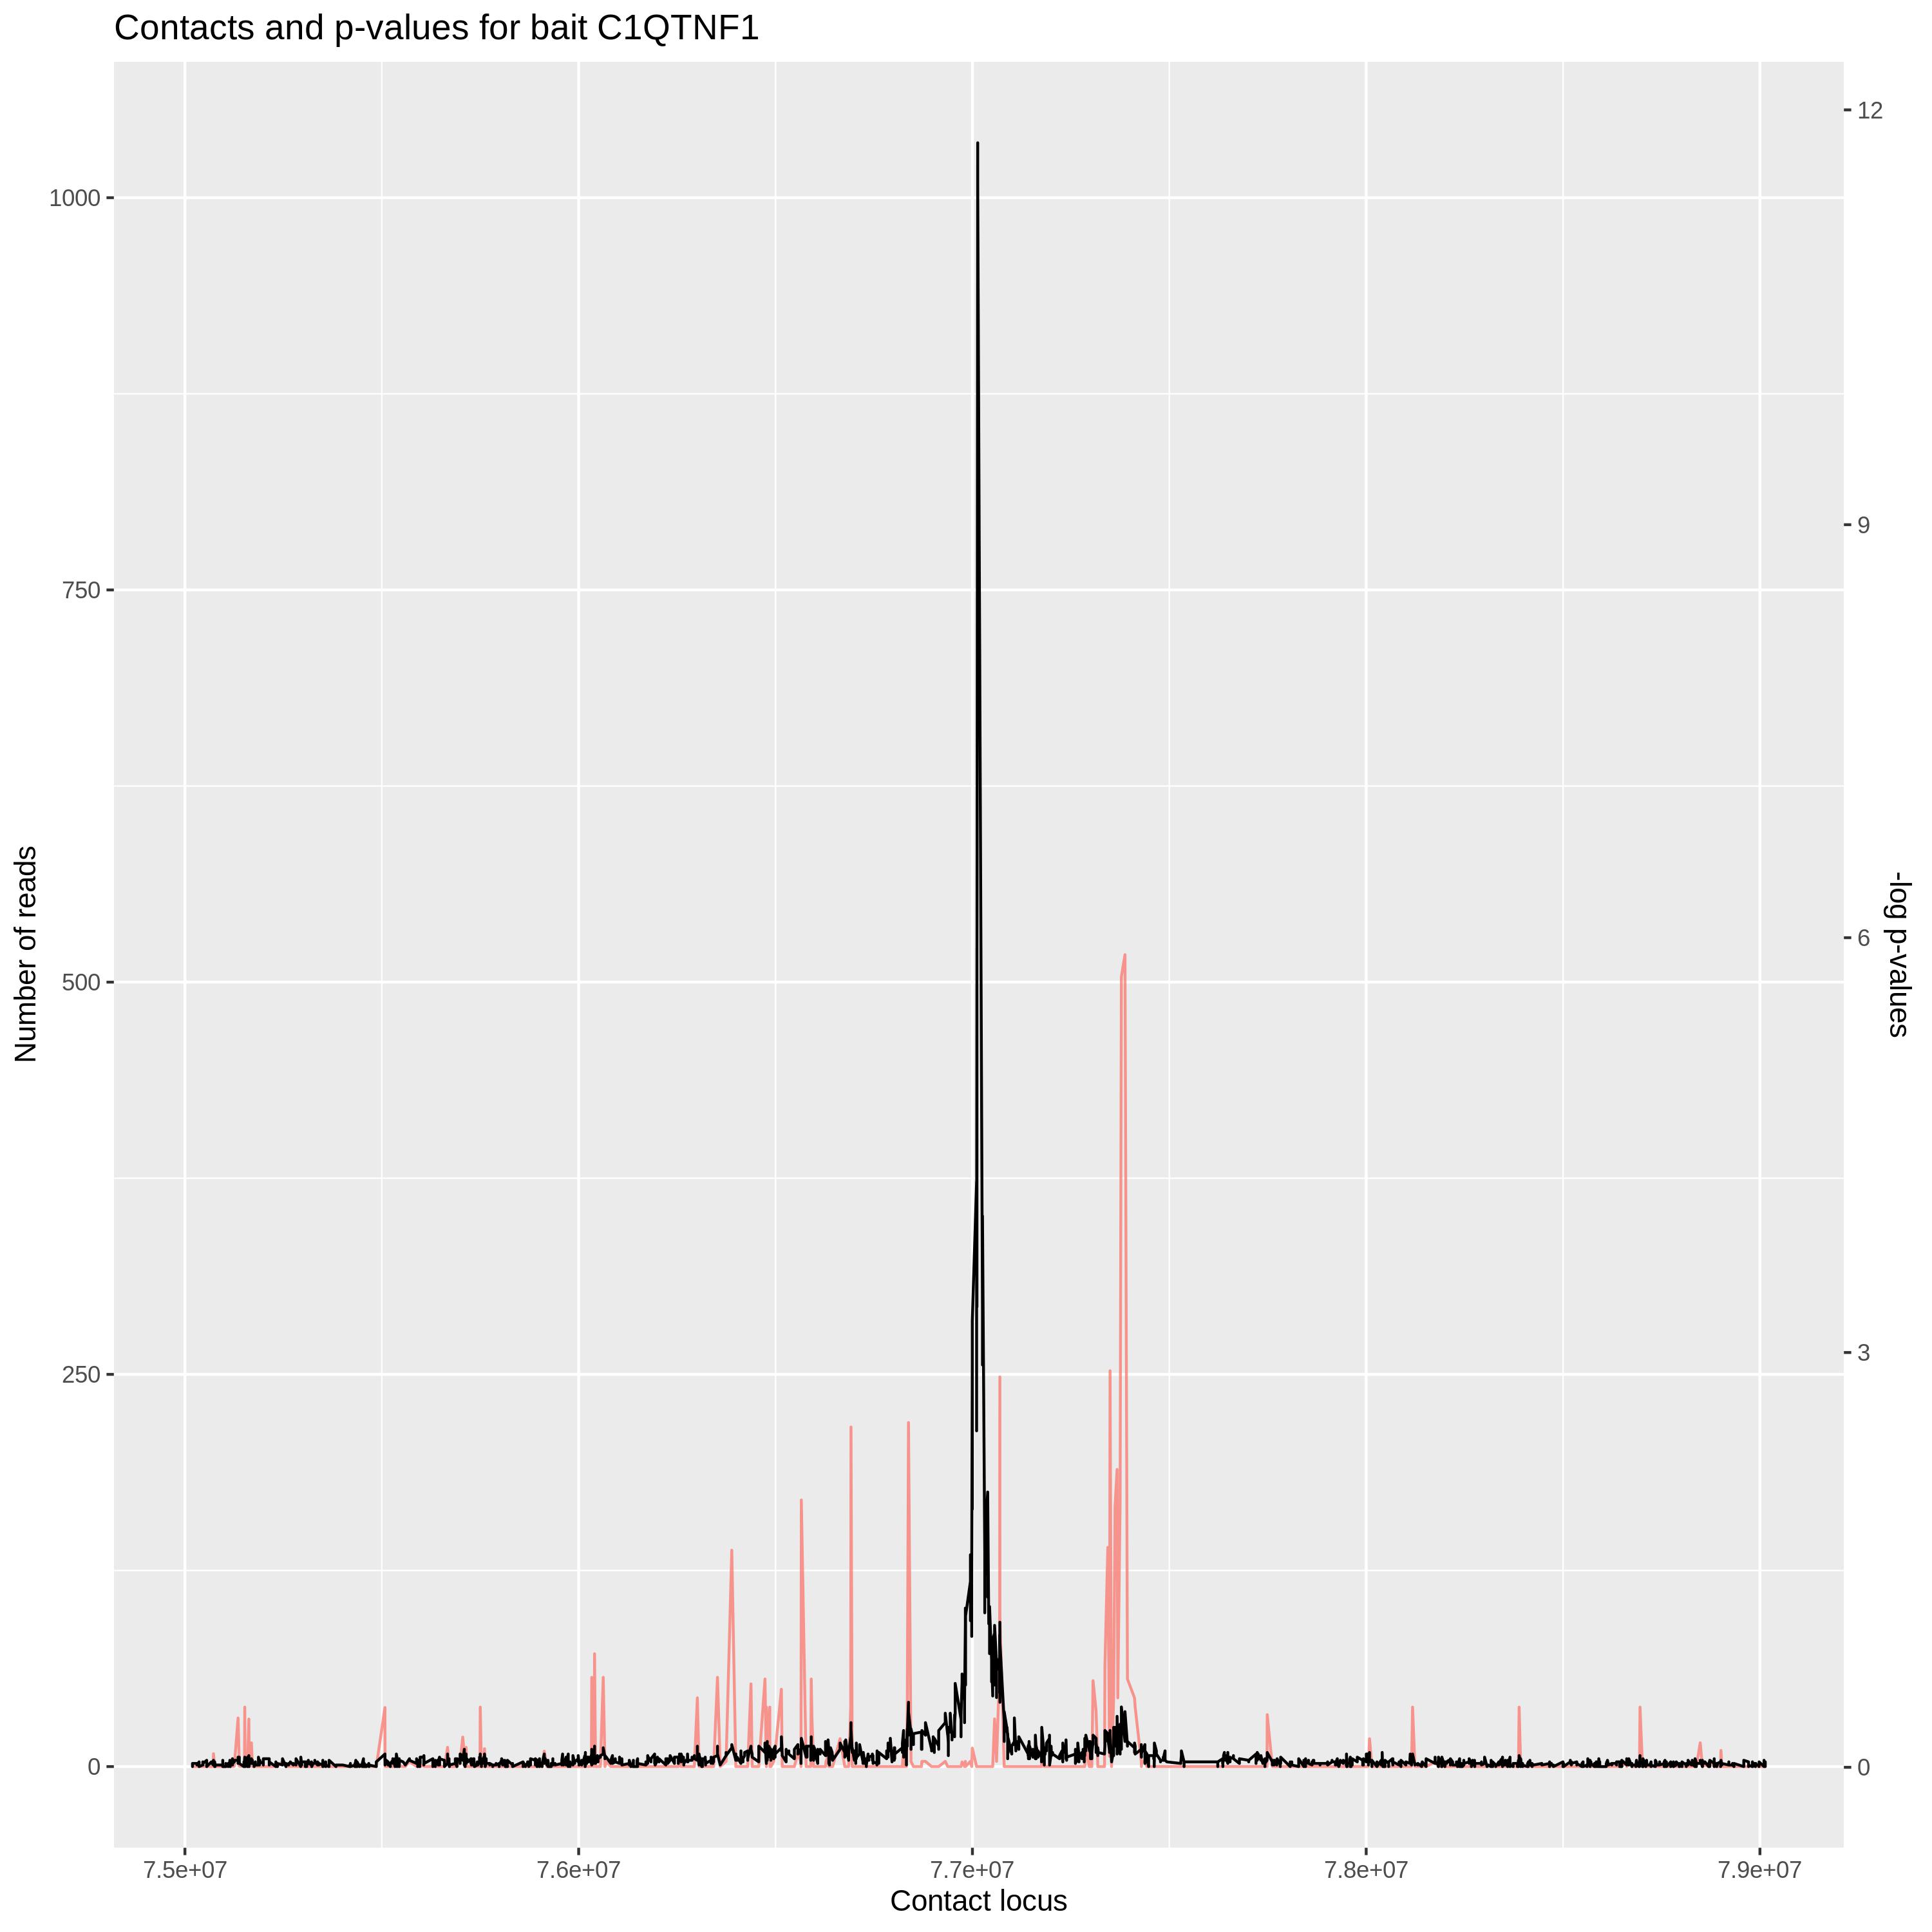 Contacts and p-values for bait C1QTNF1
Number of reads
1000
750
500
250
0
12
9
6
3
0
-log p-values
7.5e+07
7.6e+07
7.7e+07
7.8e+07
7.9e+07
Contact locus